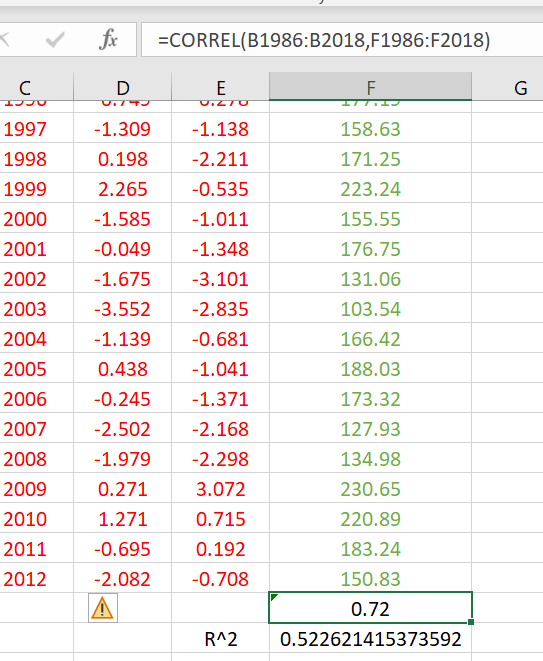 fx =CORREL(B1986:B2018,F1986:F2018)
C D E F G
1997 -1.309 -1.138 158.63
1998 0.198 -2.211 171.25
1999 2.265 -0.535 223.24
2000 -1.585 -1.011 155.55
2001 -0.049 -1.348 176.75
2002 -1.675 -3.101 131.06
2003 -3.552 -2.835 103.54
2004 -1.139 -0.681 166.42
2005 0.438 -1.041 188.03
2006 -0.245 -1.371 173.32
2007 -2.502 -2.168 127.93
2008 -1.979 -2.298 134.98
2009 0.271 3.072 230.65
2010 1.271 0.715 220.89
2011 -0.695 0.192 183.24
2012 -2.082 -0.708 150.83
0.72
R^2 0.522621415373592